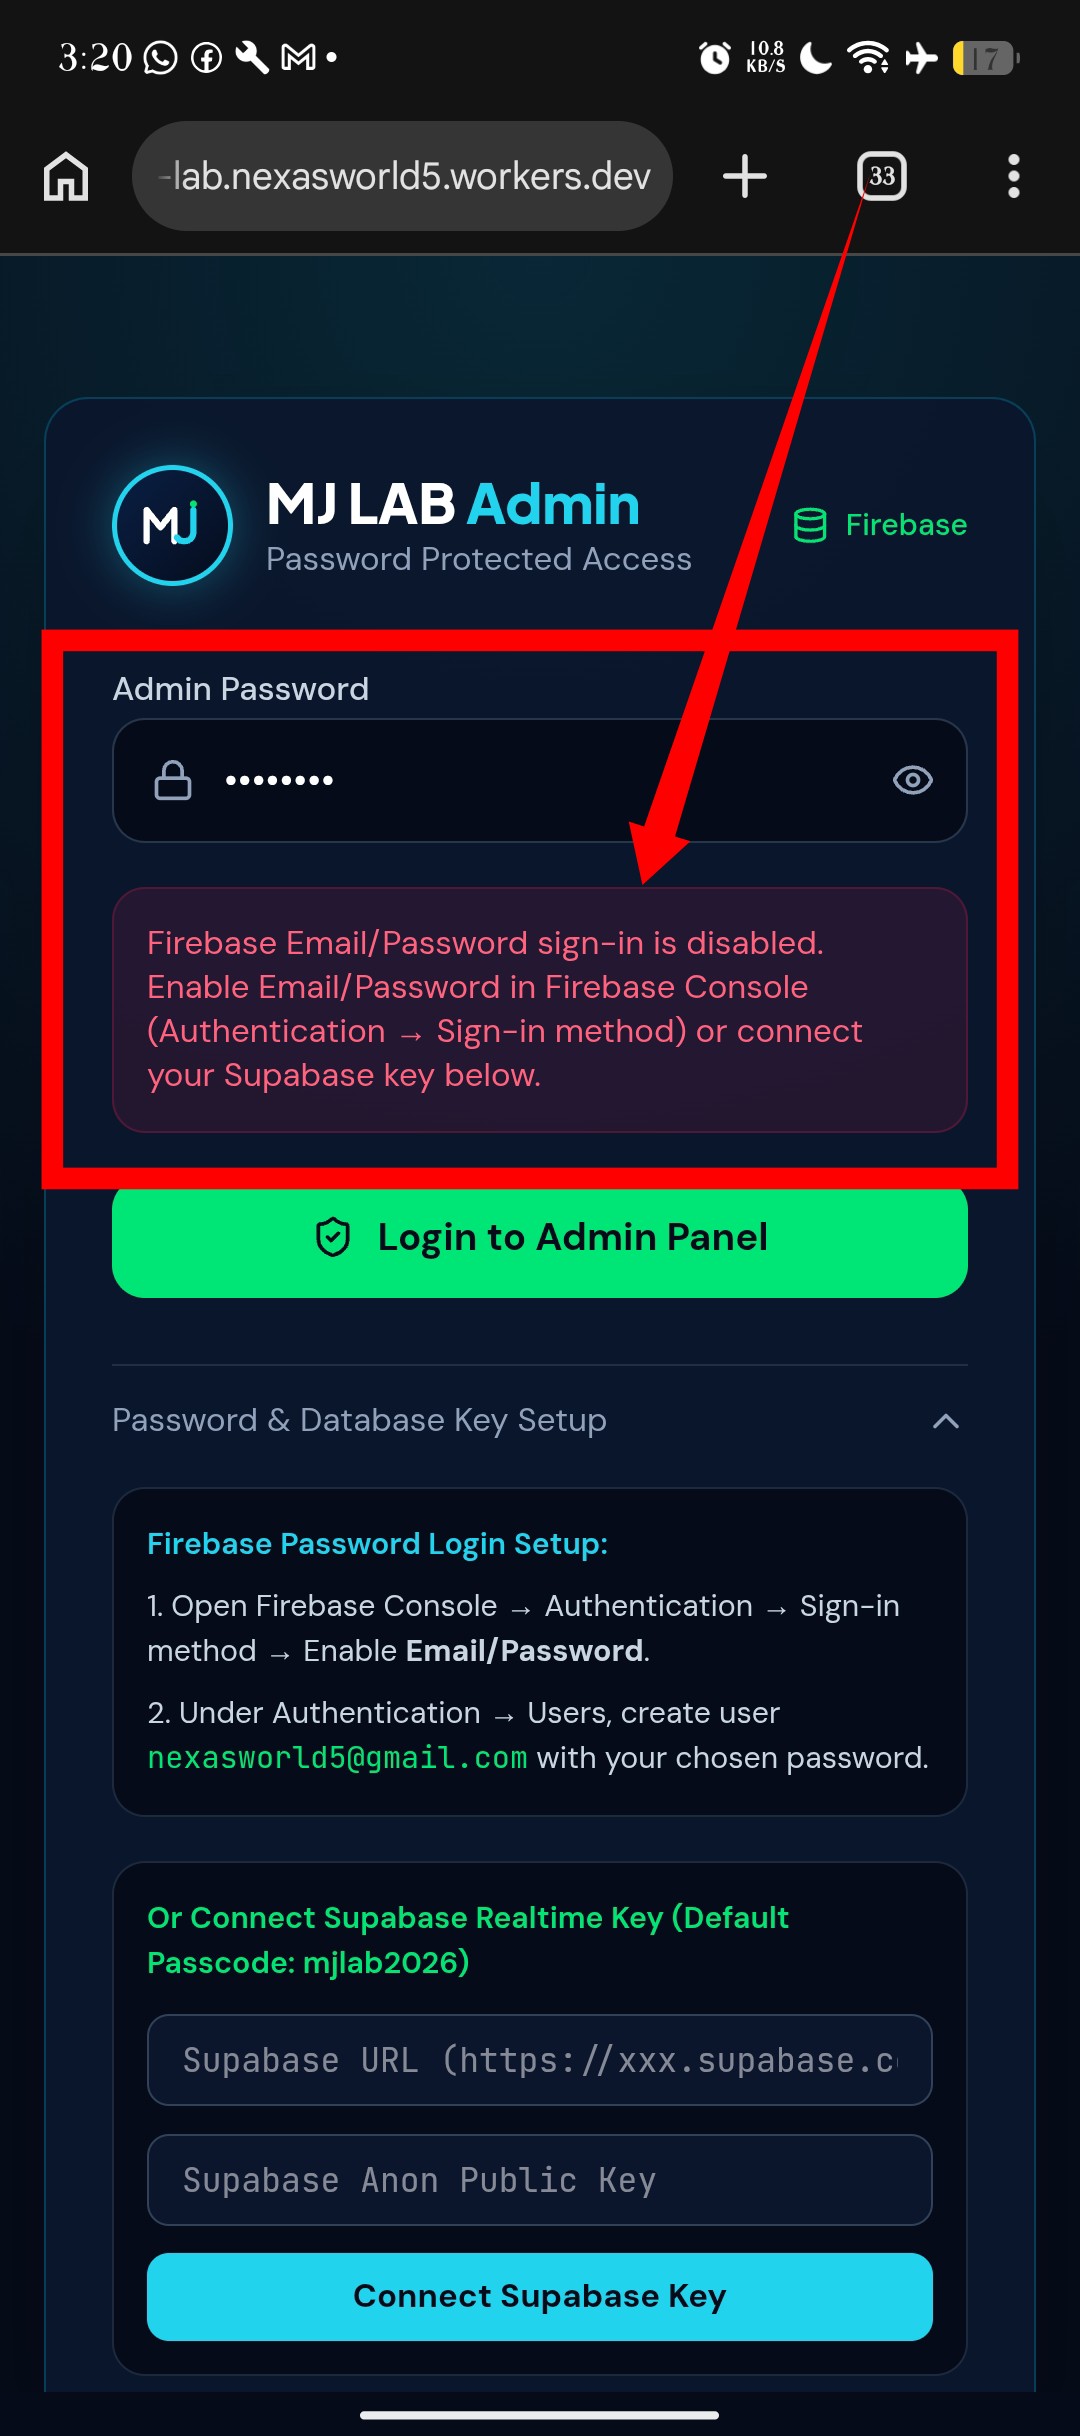 3:20
10.8
KB/S
17
-lab.nexasworld5.workers.dev
33
MJ
MJ LAB Admin
Password Protected Access
Firebase
Admin Password
••••••••
Firebase Email/Password sign-in is disabled.
Enable Email/Password in Firebase Console
(Authentication → Sign-in method) or connect
your Supabase key below.
Login to Admin Panel
Password & Database Key Setup
Firebase Password Login Setup:
1. Open Firebase Console → Authentication → Sign-in
method → Enable Email/Password.
2. Under Authentication → Users, create user
nexasworld5@gmail.com with your chosen password.
Or Connect Supabase Realtime Key (Default
Passcode: mjlab2026)
Supabase URL (https://xxx.supabase.c
Supabase Anon Public Key
Connect Supabase Key